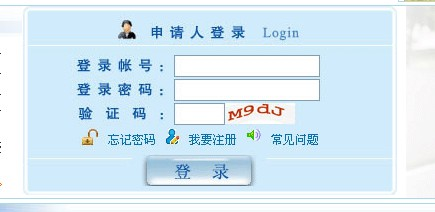 申请人登录 Login
登录帐号：
登录密码：
验证码： M9dJ
忘记密码 我要注册 常见问题
登 录